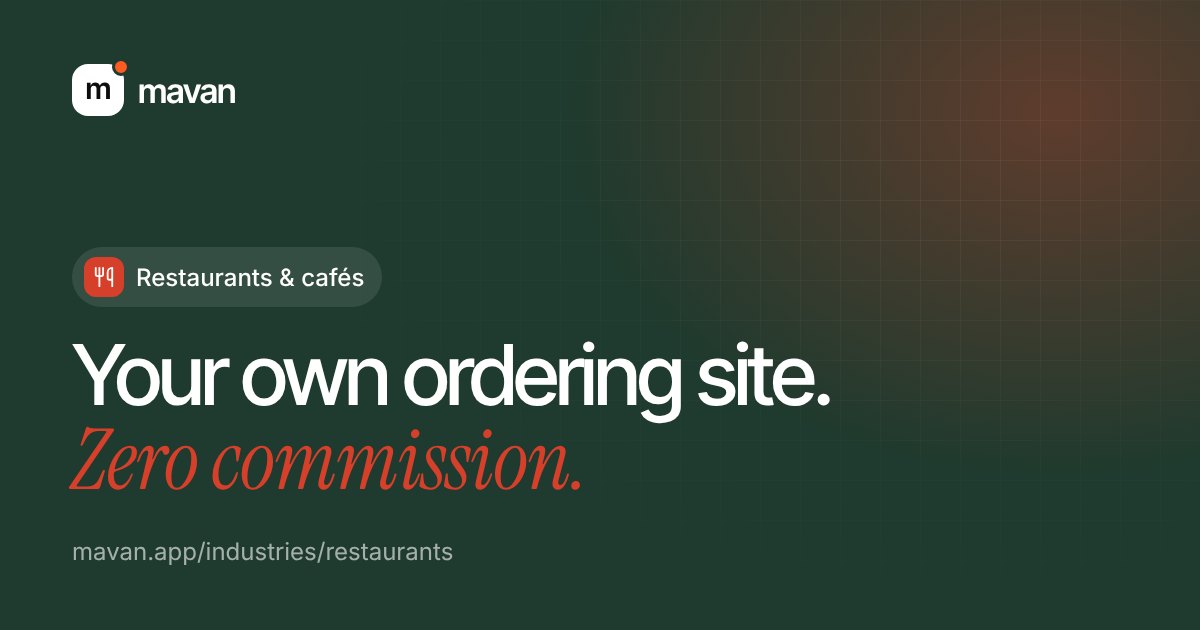 m mavan
Restaurants & cafés
Your own ordering site.
Zero commission.
mavan.app/industries/restaurants